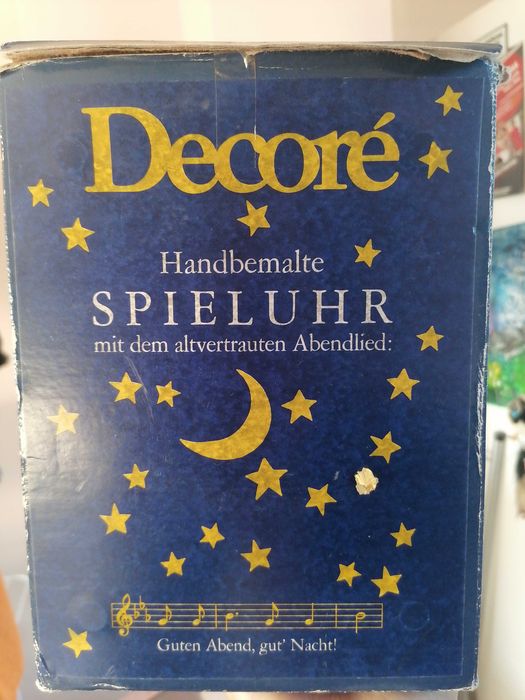 Decoré
Handbemalte
SPIELUHR
mit dem altvertrauten Abendlied:
Guten Abend, gut' Nacht!